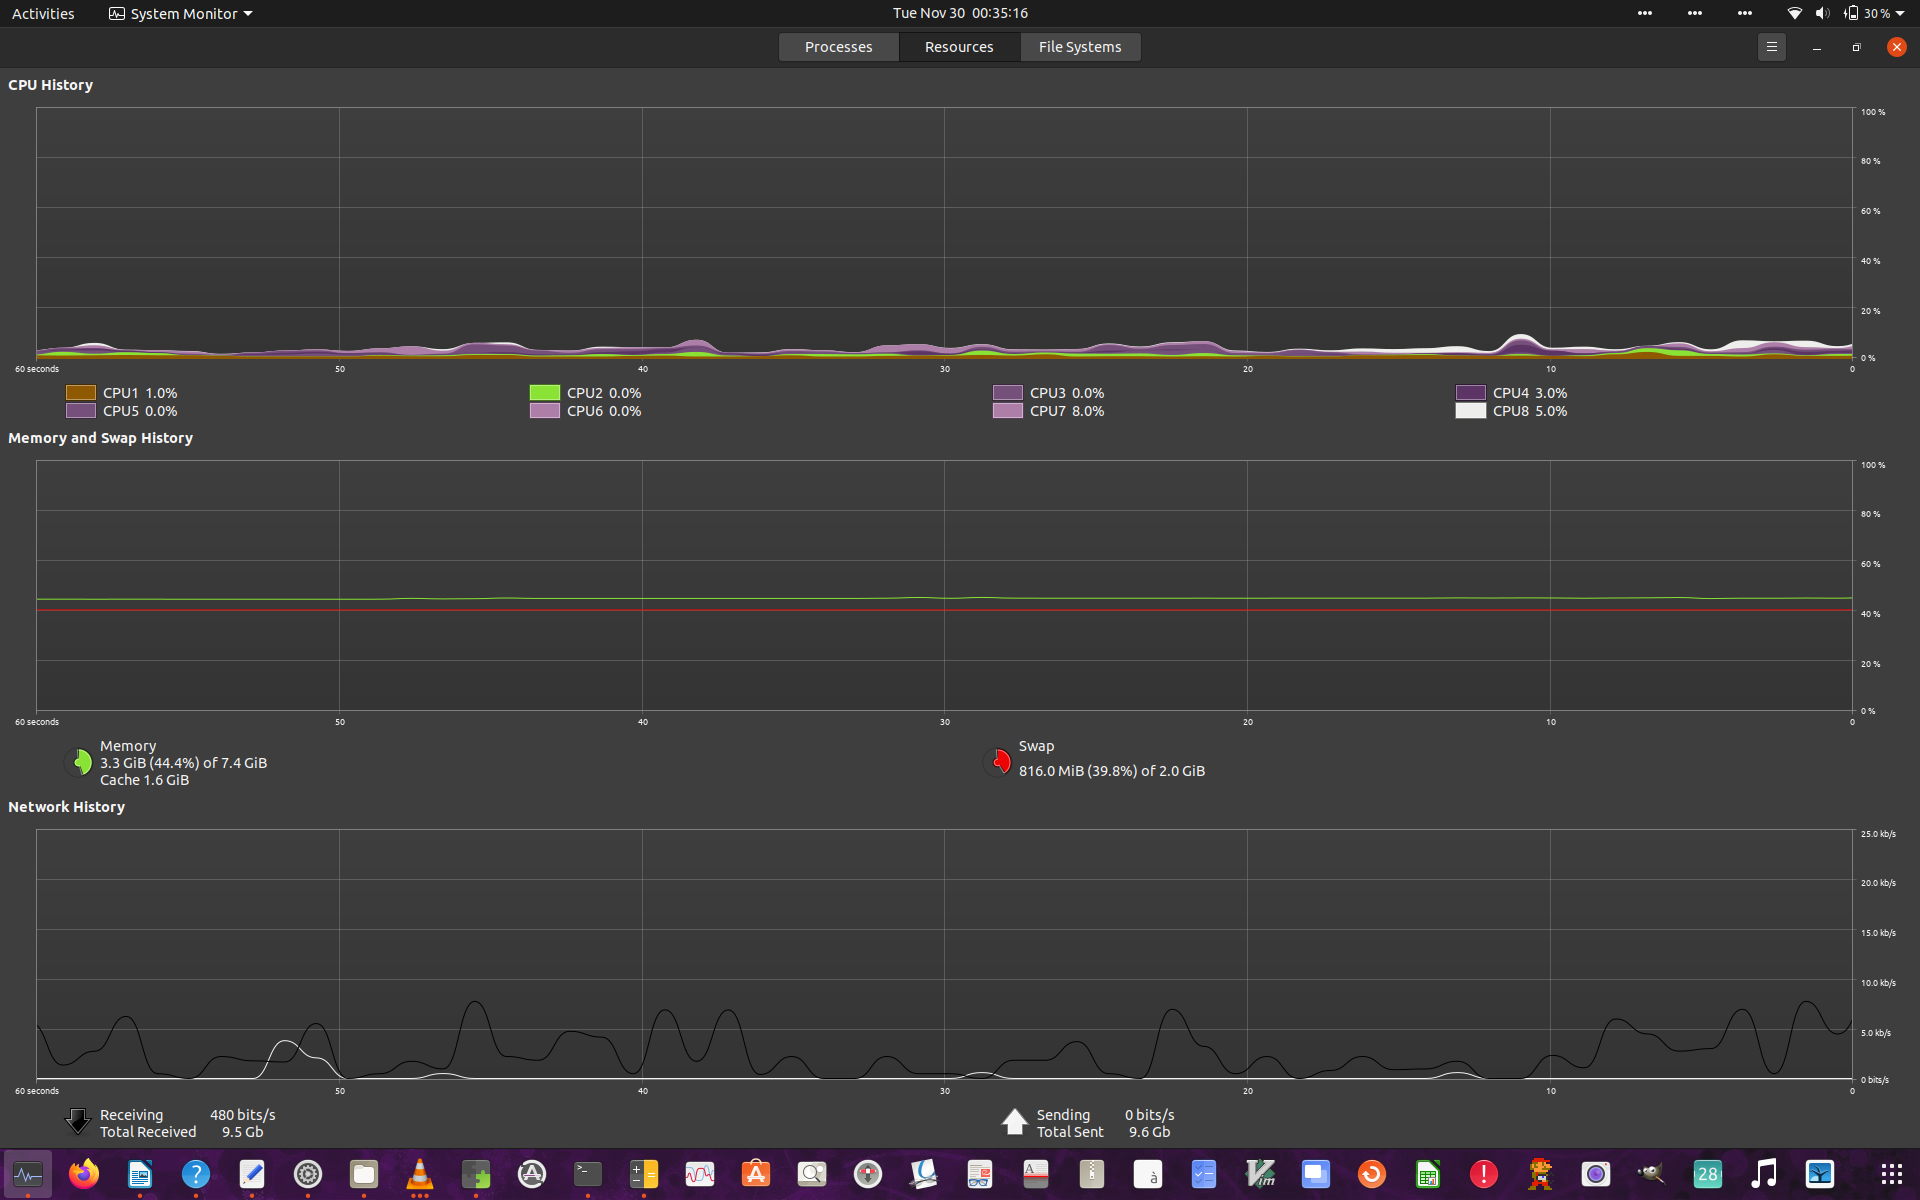 Activities
System Monitor
Tue Nov 30 00:35:16
30 %
Processes
Resources
File Systems
CPU History
100 %
80 %
60 %
40 %
20 %
0 %
60 seconds
50
40
30
20
10
0
CPU1 1.0%
CPU2 0.0%
CPU3 0.0%
CPU4 3.0%
CPU5 0.0%
CPU6 0.0%
CPU7 8.0%
CPU8 5.0%
Memory and Swap History
100 %
80 %
60 %
40 %
20 %
0 %
60 seconds
50
40
30
20
10
0
Memory
3.3 GiB (44.4%) of 7.4 GiB
Cache 1.6 GiB
Swap
816.0 MiB (39.8%) of 2.0 GiB
Network History
25.0 kb/s
20.0 kb/s
15.0 kb/s
10.0 kb/s
5.0 kb/s
0 bits/s
60 seconds
50
40
30
20
10
0
Receiving 480 bits/s
Total Received 9.5 Gb
Sending 0 bits/s
Total Sent 9.6 Gb
?
>_
A
à
Vim
!
28